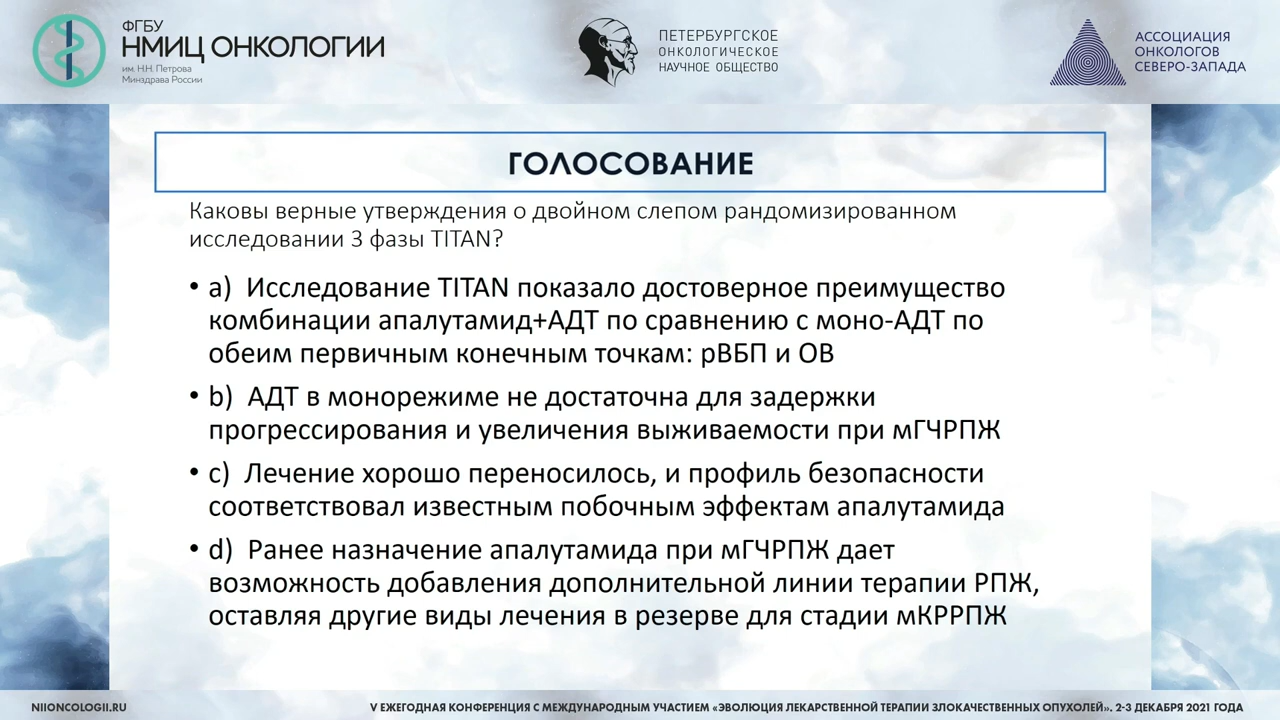 ФГБУ
НМИЦ ОНКОЛОГИИ
им. Н.Н. Петрова
Минздрава России
ПЕТЕРБУРГСКОЕ
ОНКОЛОГИЧЕСКОЕ
НАУЧНОЕ ОБЩЕСТВО
АССОЦИАЦИЯ
ОНКОЛОГОВ
СЕВЕРО-ЗАПАДА
ГОЛОСОВАНИЕ
Каковы верные утверждения о двойном слепом рандомизированном
исследовании 3 фазы TITAN?
• a) Исследование TITAN показало достоверное преимущество
комбинации апалутамид+АДТ по сравнению с моно-АДТ по
обеим первичным конечным точкам: рВБП и ОВ
• b) АДТ в монорежиме не достаточна для задержки
прогрессирования и увеличения выживаемости при мГЧРПЖ
• c) Лечение хорошо переносилось, и профиль безопасности
соответствовал известным побочным эффектам апалутамида
• d) Ранее назначение апалутамида при мГЧРПЖ дает
возможность добавления дополнительной линии терапии РПЖ,
оставляя другие виды лечения в резерве для стадии мКРРПЖ
NIIONCOLOGII.RU
V ЕЖЕГОДНАЯ КОНФЕРЕНЦИЯ С МЕЖДУНАРОДНЫМ УЧАСТИЕМ «ЭВОЛЮЦИЯ ЛЕКАРСТВЕННОЙ ТЕРАПИИ ЗЛОКАЧЕСТВЕННЫХ ОПУХОЛЕЙ». 2-3 ДЕКАБРЯ 2021 ГОДА